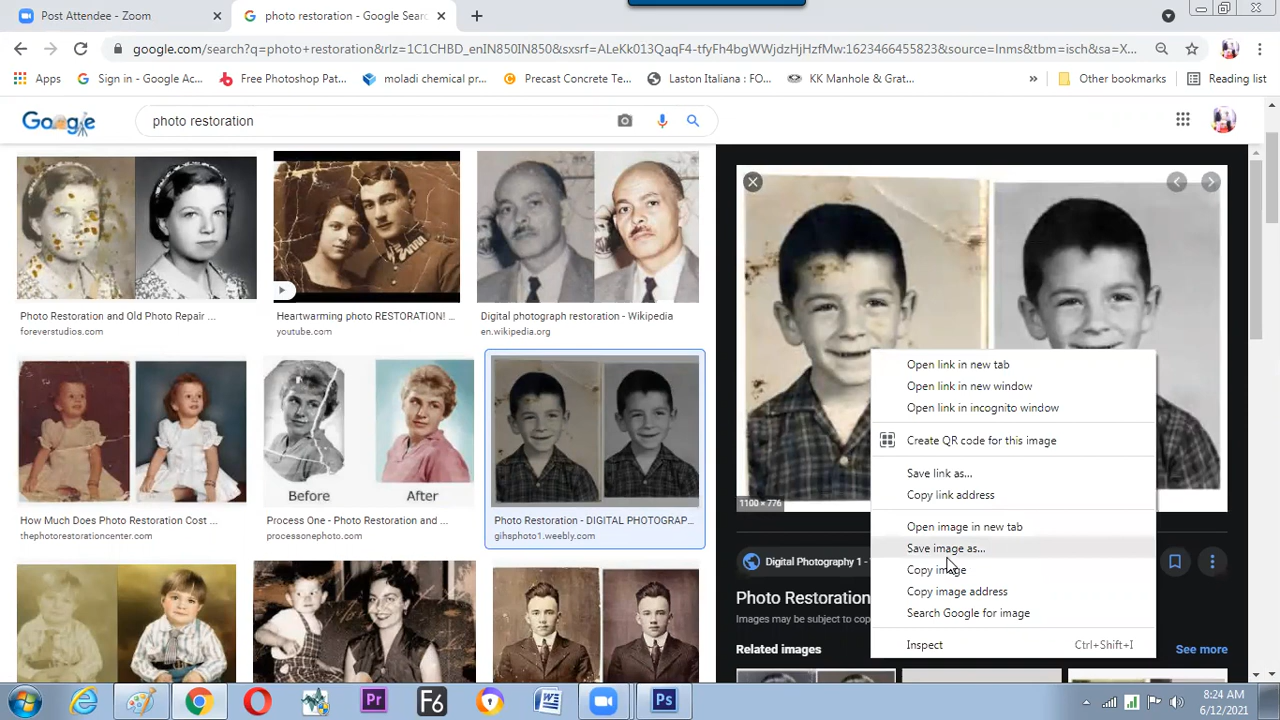 Post Attendee - Zoom
photo restoration - Google Sear
google.com/search?q=photo+restoration&rlz=1C1CHBD_enIN850IN850&sxsrf=ALeKk013QaqF4-tfyFh4bgWWjdzHjHzfMw:1623466455823&source=lnms&tbm=isch&sa=X...
Apps
Sign in - Google Ac...
Free Photoshop Pat...
moladi chemical pr...
Precast Concrete Te...
Laston Italiana : FO...
KK Manhole & Grat...
»
Other bookmarks
Reading list
Google
photo restoration
Photo Restoration and Old Photo Repair ...
foreverstudios.com
Heartwarming photo RESTORATION! ...
youtube.com
Digital photograph restoration - Wikipedia
en.wikipedia.org
How Much Does Photo Restoration Cost ...
thephotorestorationcenter.com
Before
After
Process One - Photo Restoration and ...
processonephoto.com
Photo Restoration - DIGITAL PHOTOGRAP...
gihsphoto1.weebly.com
1100 × 776
Digital Photography 1 -
Photo Restoration
Images may be subject to cop
Related images
See more
Open link in new tab
Open link in new window
Open link in incognito window
Create QR code for this image
Save link as...
Copy link address
Open image in new tab
Save image as...
Copy image
Copy image address
Search Google for image
Inspect
Ctrl+Shift+I
Pr
F6
W
Ps
8:24 AM
6/12/2021